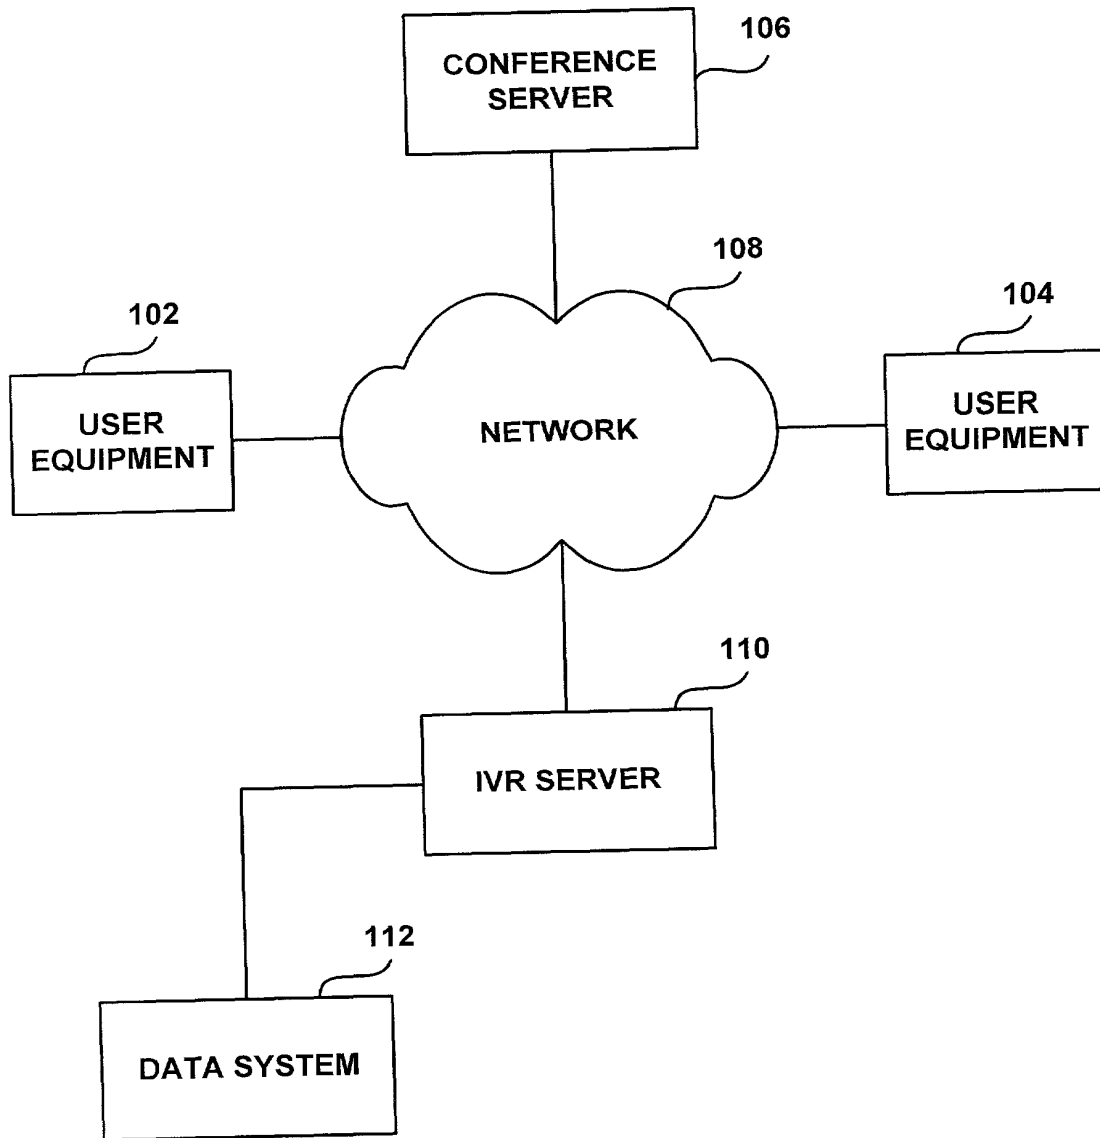 106
CONFERENCE
SERVER
108
102
104
USER
EQUIPMENT
NETWORK
USER
EQUIPMENT
110
IVR SERVER
112
DATA SYSTEM